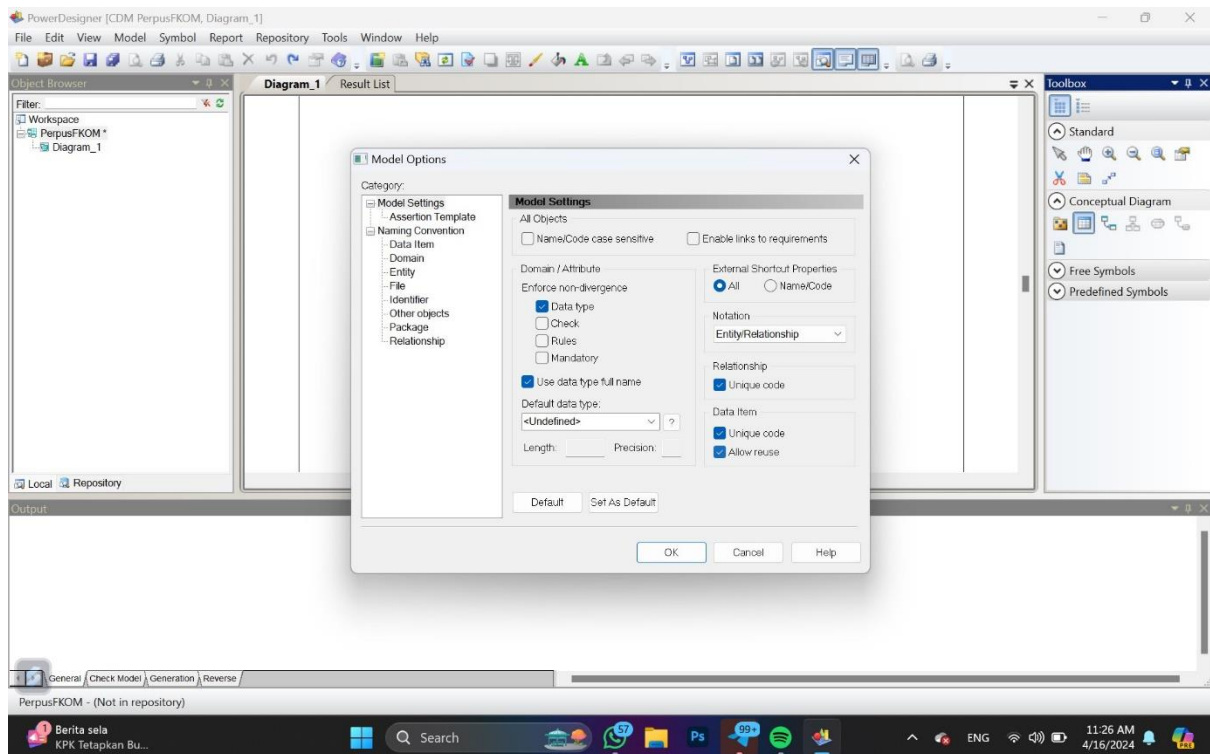 PowerDesigner [CDM PerpusFKOM, Diagram_1]
File Edit View Model Symbol Report Repository Tools Window Help
Object Browser
Filter:
Workspace
PerpusFKOM *
Diagram_1
Local Repository
Diagram_1 Result List
Model Options
Category:
Model Settings
Assertion Template
Naming Convention
Data Item
Domain
Entity
File
Identifier
Other objects
Package
Relationship
Model Settings
All Objects
Name/Code case sensitive Enable links to requirements
Domain / Attribute
Enforce non-divergence
Data type
Check
Rules
Mandatory
Use data type full name
Default data type:
<Undefined> ?
Length: Precision:
External Shortcut Properties
All Name/Code
Notation
Entity/Relationship
Relationship
Unique code
Data Item
Unique code
Allow reuse
Default Set As Default
OK Cancel Help
Toolbox
Standard
Conceptual Diagram
Free Symbols
Predefined Symbols
Output
General Check Model Generation Reverse
PerpusFKOM - (Not in repository)
1
Berita sela
KPK Tetapkan Bu...
Search
57
Ps
99+
ENG
11:26 AM
4/16/2024
PRE